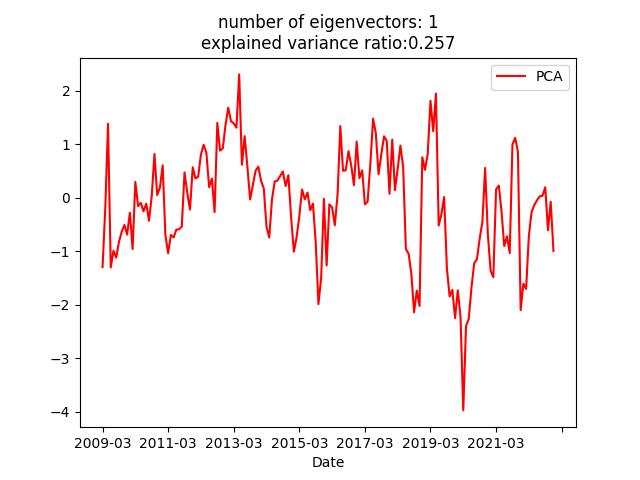 number of eigenvectors: 1
explained variance ratio:0.257
PCA
2
1
0
−1
−2
−3
−4
2009-03 2011-03 2013-03 2015-03 2017-03 2019-03 2021-03
Date